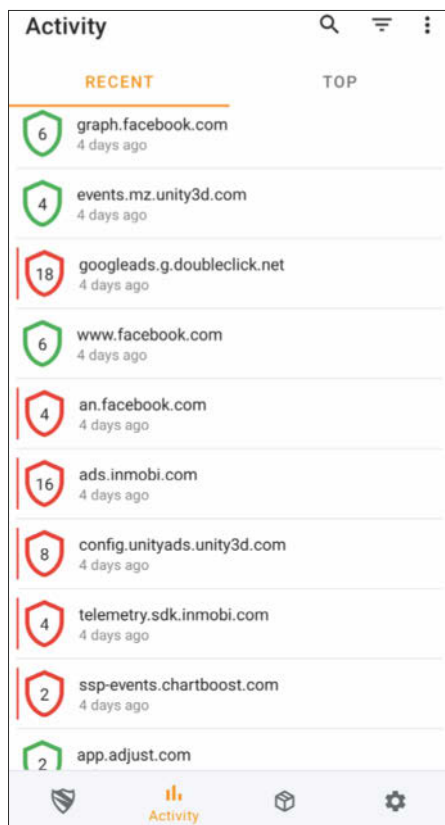 Activity
RECENT
TOP
6
graph.facebook.com
4 days ago
4
events.mz.unity3d.com
4 days ago
18
googleads.g.doubleclick.net
4 days ago
6
www.facebook.com
4 days ago
4
an.facebook.com
4 days ago
16
ads.inmobi.com
4 days ago
8
config.unityads.unity3d.com
4 days ago
4
telemetry.sdk.inmobi.com
4 days ago
2
ssp-events.chartboost.com
4 days ago
2
app.adjust.com
Activity